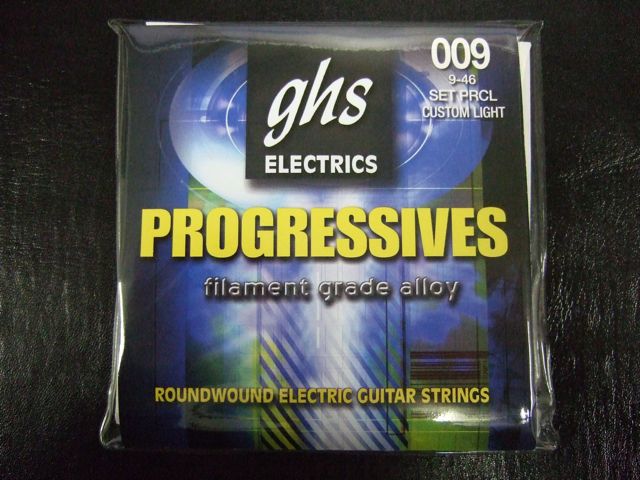 009
9-46
SET PRCL
CUSTOM LIGHT
ghs
ELECTRICS
PROGRESSIVES
filament grade alloy
ROUNDWOUND ELECTRIC GUITAR STRINGS